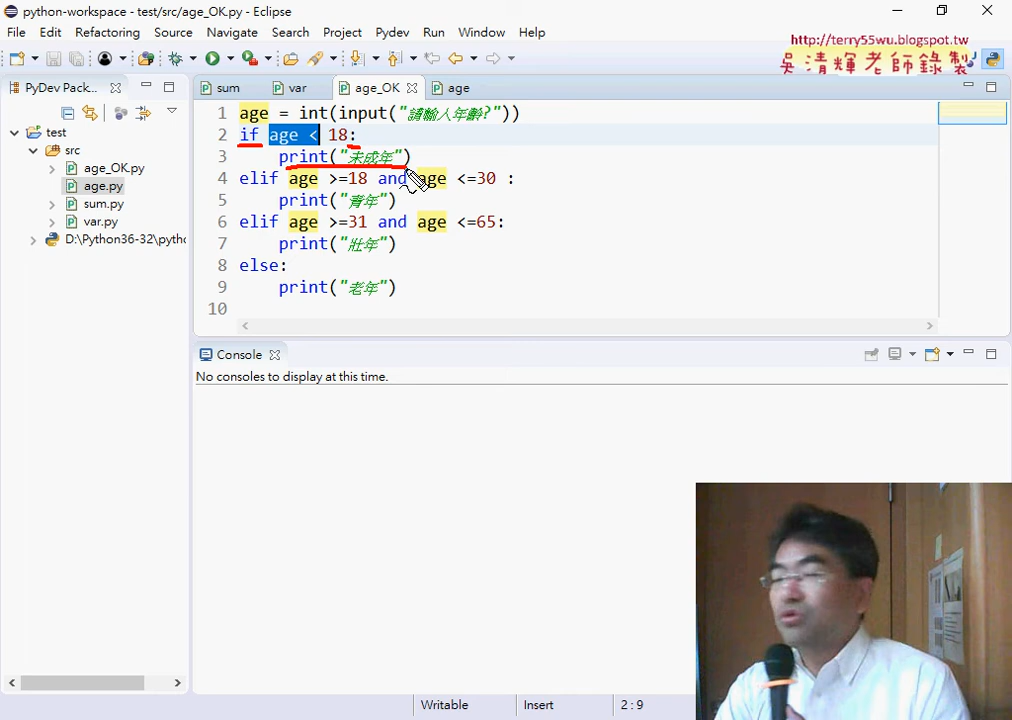 python-workspace - test/src/age_OK.py - Eclipse
File Edit Refactoring Source Navigate Search Project Pydev Run Window Help
http://terry55wu.blogspot.tw
吳清輝老師錄製
PyDev Pack...
sum var age_OK age
test
src
age_OK.py
age.py
sum.py
var.py
D:\Python36-32\pytho
1 age = int(input("請輸入年齡?"))
2 if age < 18:
3 print("未成年")
4 elif age >=18 and age <=30 :
5 print("青年")
6 elif age >=31 and age <=65:
7 print("壯年")
8 else:
9 print("老年")
10
Console
No consoles to display at this time.
Writable Insert 2:9